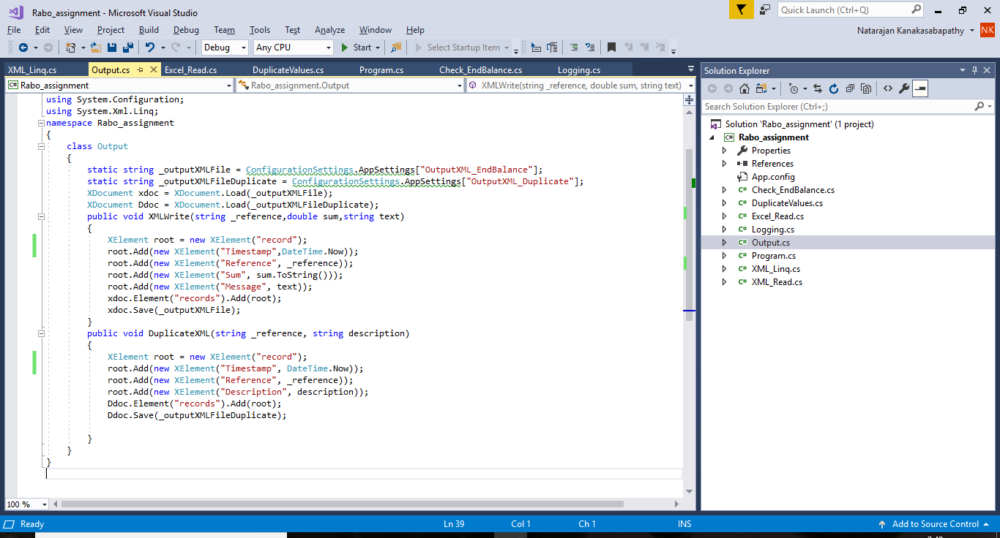 Rabo_assignment - Microsoft Visual Studio
Quick Launch (Ctrl+Q)
File Edit View Project Build Debug Team Tools Test Analyze Window Help
Natarajan Kanakasabapathy NK
Debug Any CPU Start Select Startup Item
XML_Linq.cs Output.cs Excel_Read.cs DuplicateValues.cs Program.cs Check_EndBalance.cs Logging.cs
C# Rabo_assignment Rabo_assignment.Output XMLWrite(string _reference, double sum, string text)
using System.Configuration;
using System.Xml.Linq;
namespace Rabo_assignment
{
class Output
{
static string _outputXMLFile = ConfigurationSettings.AppSettings["OutputXML_EndBalance"];
static string _outputXMLFileDuplicate = ConfigurationSettings.AppSettings["OutputXML_Duplicate"];
XDocument xdoc = XDocument.Load(_outputXMLFile);
XDocument Ddoc = XDocument.Load(_outputXMLFileDuplicate);
public void XMLWrite(string _reference,double sum,string text)
{
XElement root = new XElement("record");
root.Add(new XElement("Timestamp",DateTime.Now));
root.Add(new XElement("Reference", _reference));
root.Add(new XElement("Sum", sum.ToString()));
root.Add(new XElement("Message", text));
xdoc.Element("records").Add(root);
xdoc.Save(_outputXMLFile);
}
public void DuplicateXML(string _reference, string description)
{
XElement root = new XElement("record");
root.Add(new XElement("Timestamp", DateTime.Now));
root.Add(new XElement("Reference", _reference));
root.Add(new XElement("Description", description));
Ddoc.Element("records").Add(root);
Ddoc.Save(_outputXMLFileDuplicate);
}
}
}
100 %
Solution Explorer
Search Solution Explorer (Ctrl+;)
Solution 'Rabo_assignment' (1 project)
C# Rabo_assignment
Properties
References
App.config
C# Check_EndBalance.cs
C# DuplicateValues.cs
C# Excel_Read.cs
C# Logging.cs
C# Output.cs
C# Program.cs
C# XML_Linq.cs
C# XML_Read.cs
Ready Ln 39 Col 1 Ch 1 INS Add to Source Control